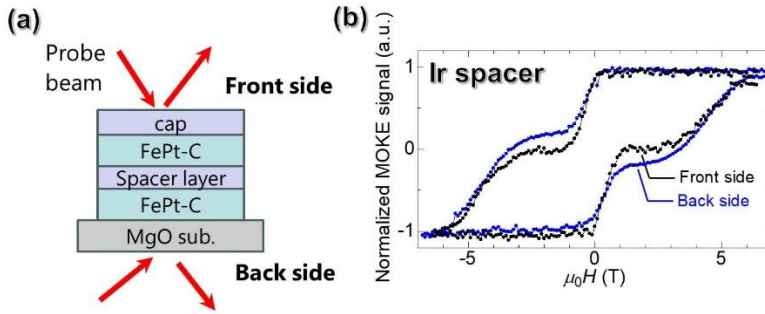 (a)
Probe
beam
Front side
cap
FePt-C
Spacer layer
FePt-C
MgO sub.
Back side
(b)
Normalized MOKE signal (a.u.)
Ir spacer
1
0
-1
Front side
Back side
-5
0
5
μ₀H (T)